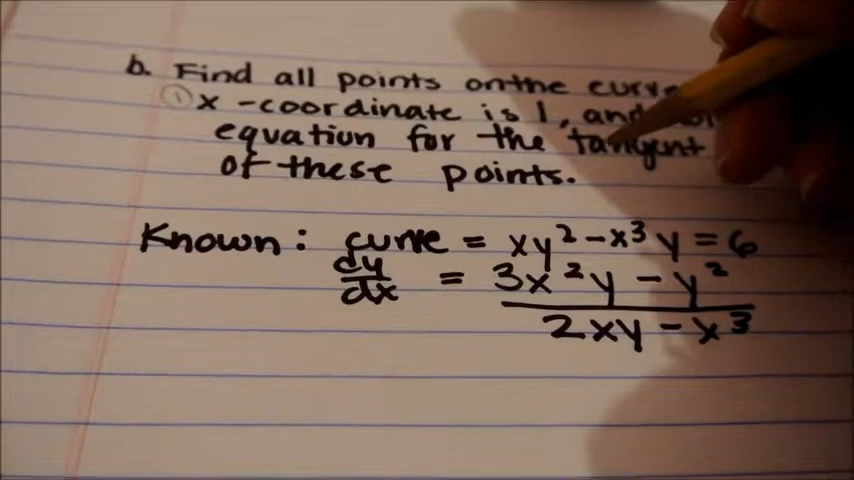 b. Find all points on the curve
① x-coordinate is 1, and
equation for the tangent
of these points.
Known: curve = xy² - x³y = 6
dy/dx = 3x²y - y² / 2xy - x³